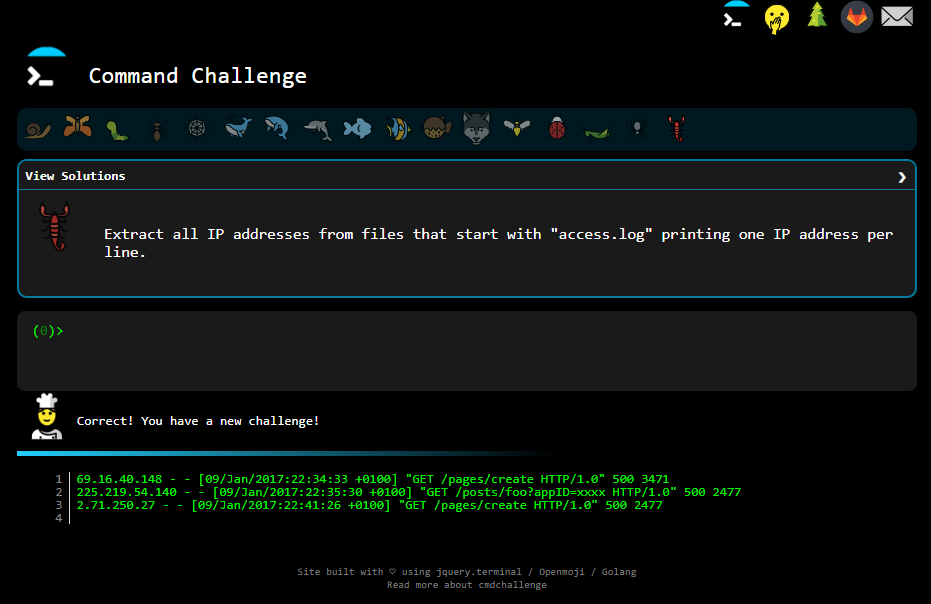 Command Challenge
View Solutions
Extract all IP addresses from files that start with "access.log" printing one IP address per
line.
(0)>
Correct! You have a new challenge!
1 69.16.40.148 - - [09/Jan/2017:22:34:33 +0100] "GET /pages/create HTTP/1.0" 500 3471
2 225.219.54.140 - - [09/Jan/2017:22:35:30 +0100] "GET /posts/foo?appID=xxxx HTTP/1.0" 500 2477
3 2.71.250.27 - - [09/Jan/2017:22:41:26 +0100] "GET /pages/create HTTP/1.0" 500 2477
4
Site built with ♡ using jquery.terminal / Openmoji / Golang
Read more about cmdchallenge